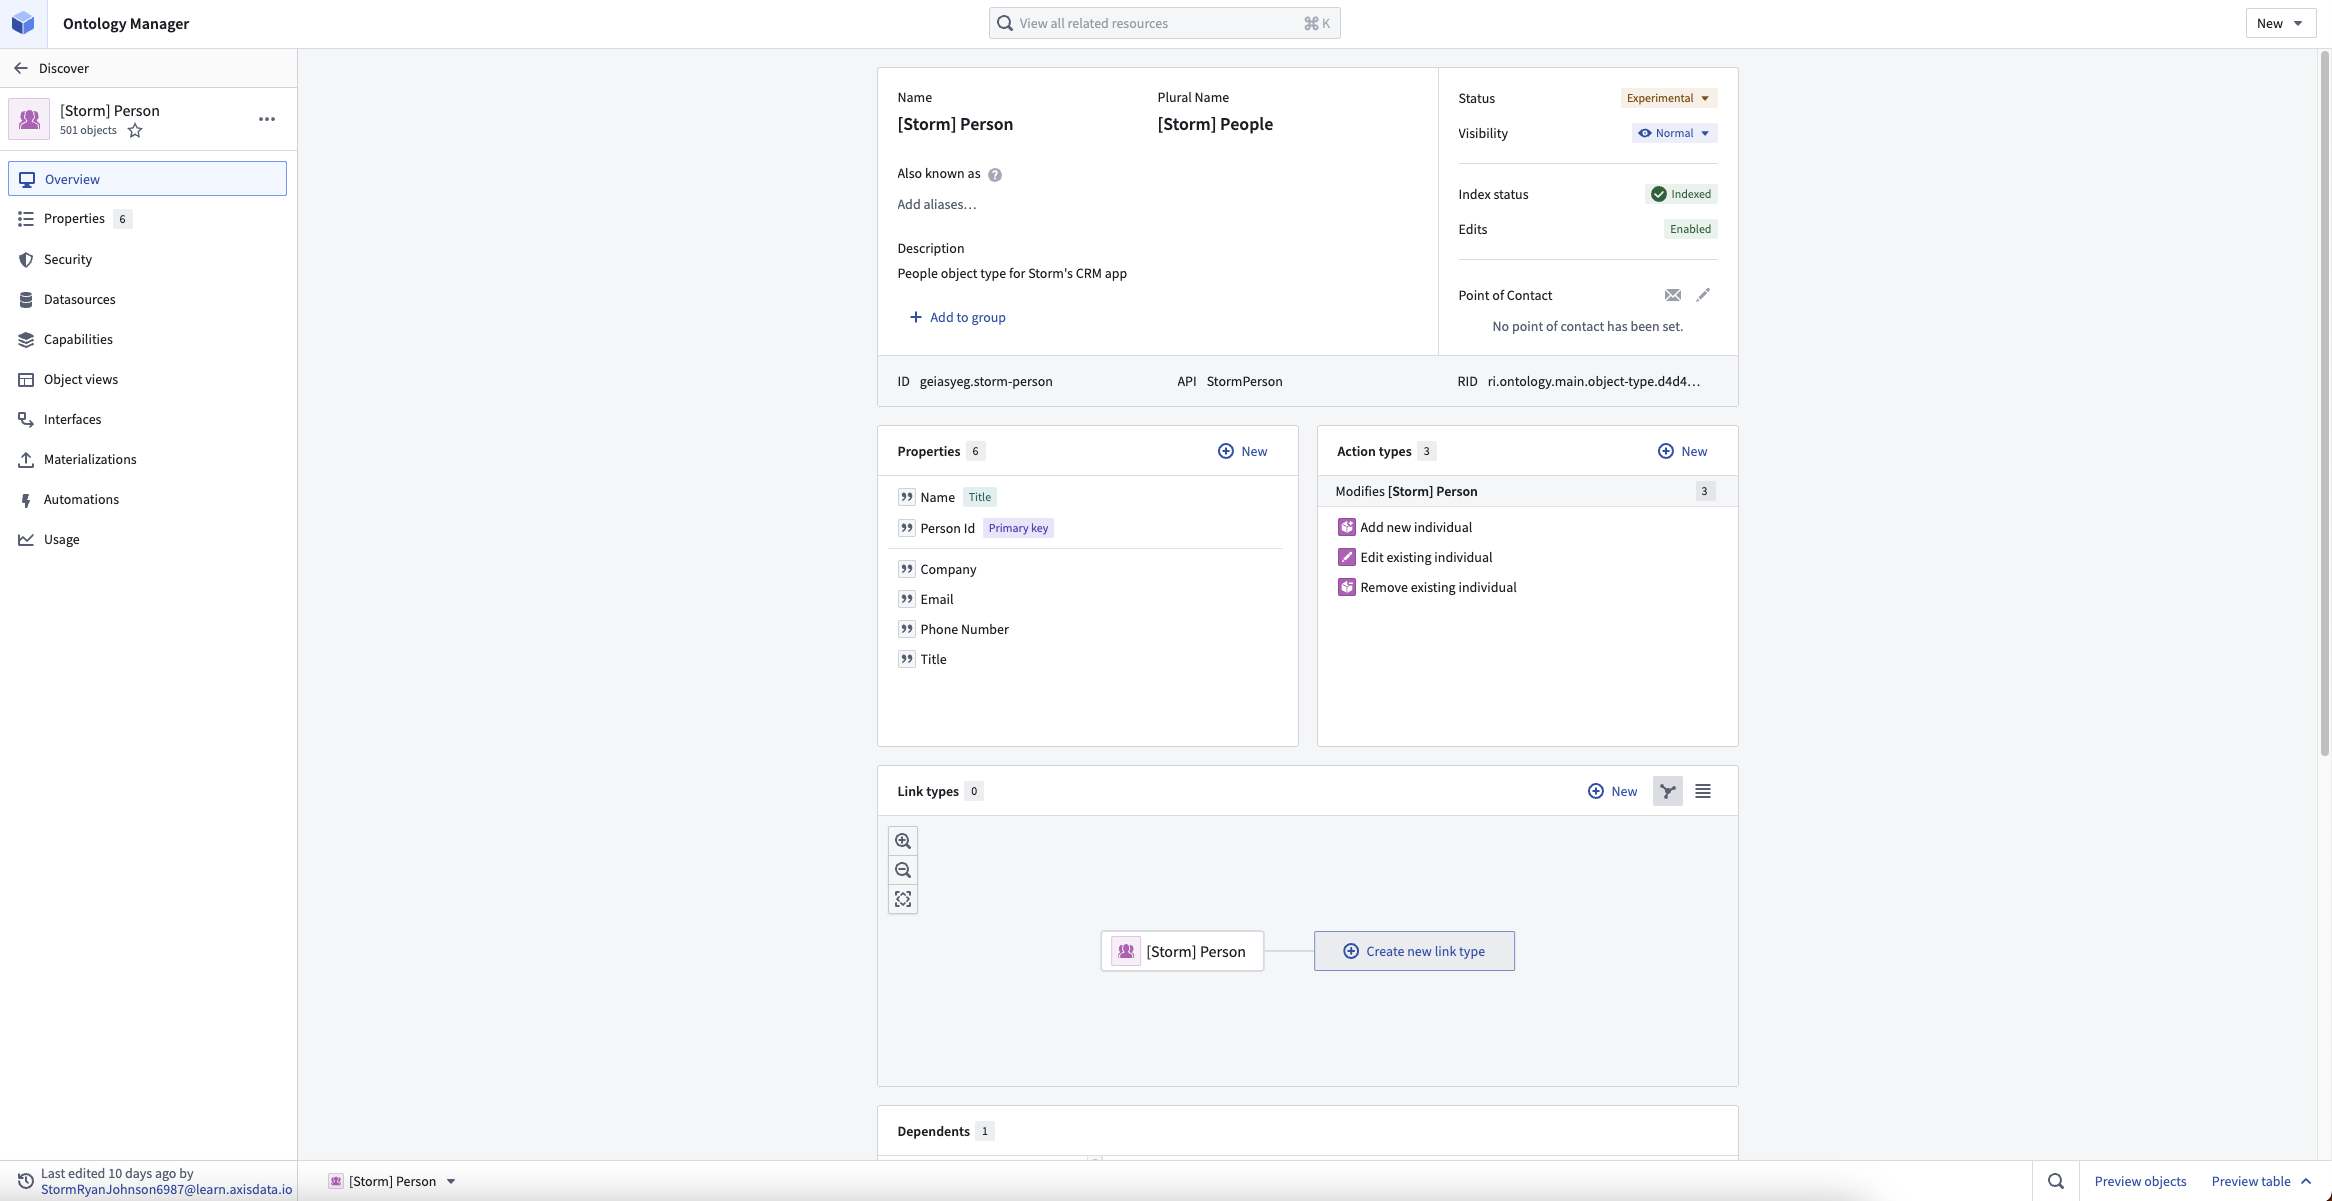 Ontology Manager
View all related resources
⌘ K
New
Discover
[Storm] Person
501 objects
Overview
Properties 6
Security
Datasources
Capabilities
Object views
Interfaces
Materializations
Automations
Usage
Last edited 10 days ago by
StormRyanJohnson6987@learn.axisdata.io
Name
[Storm] Person
Plural Name
[Storm] People
Also known as ?
Add aliases…
Description
People object type for Storm's CRM app
Add to group
Status Experimental
Visibility Normal
Index status Indexed
Edits Enabled
Point of Contact
No point of contact has been set.
ID geiasyeg.storm-person
API StormPerson
RID ri.ontology.main.object-type.d4d4…
Properties 6 New
Name Title
Person Id Primary key
Company
Email
Phone Number
Title
Action types 3 New
Modifies [Storm] Person 3
Add new individual
Edit existing individual
Remove existing individual
Link types 0 New
[Storm] Person
Create new link type
Dependents 1
[Storm] Person
Preview objects
Preview table